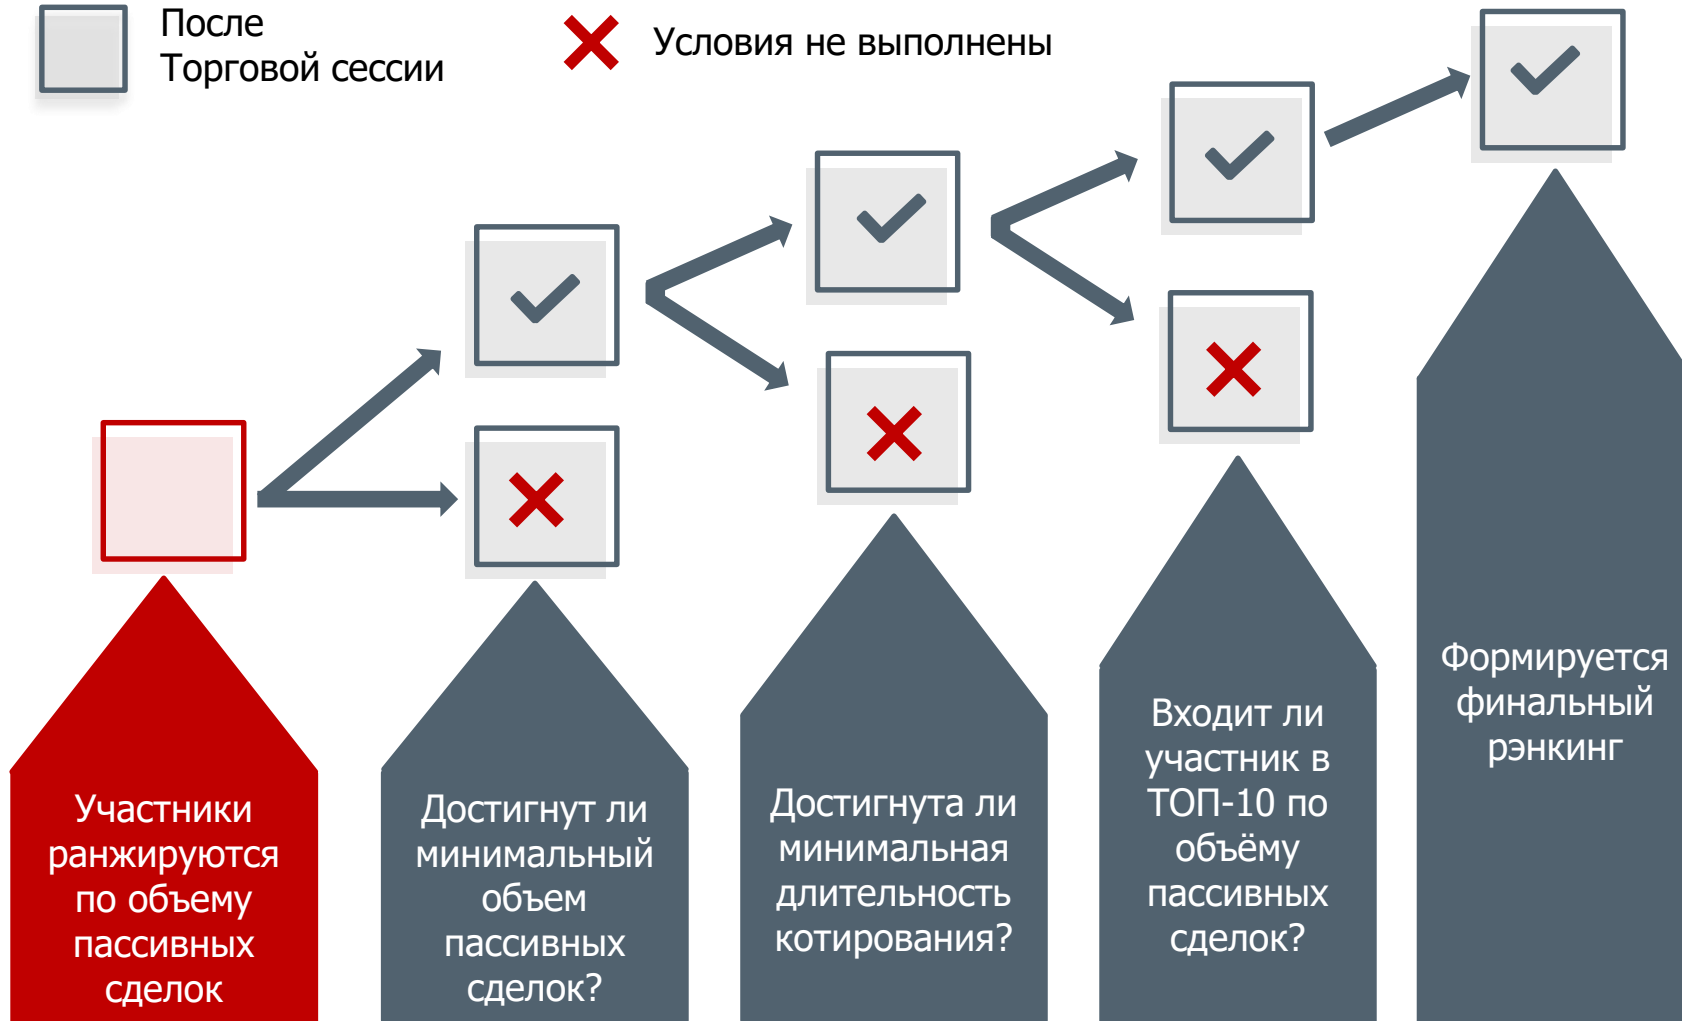 После
Торговой сессии
Условия не выполнены
Участники
ранжируются
по объему
пассивных
сделок
Достигнут ли
минимальный
объем
пассивных
сделок?
Достигнута ли
минимальная
длительность
котирования?
Входит ли
участник в
ТОП-10 по
объёму
пассивных
сделок?
Формируется
финальный
рэнкинг